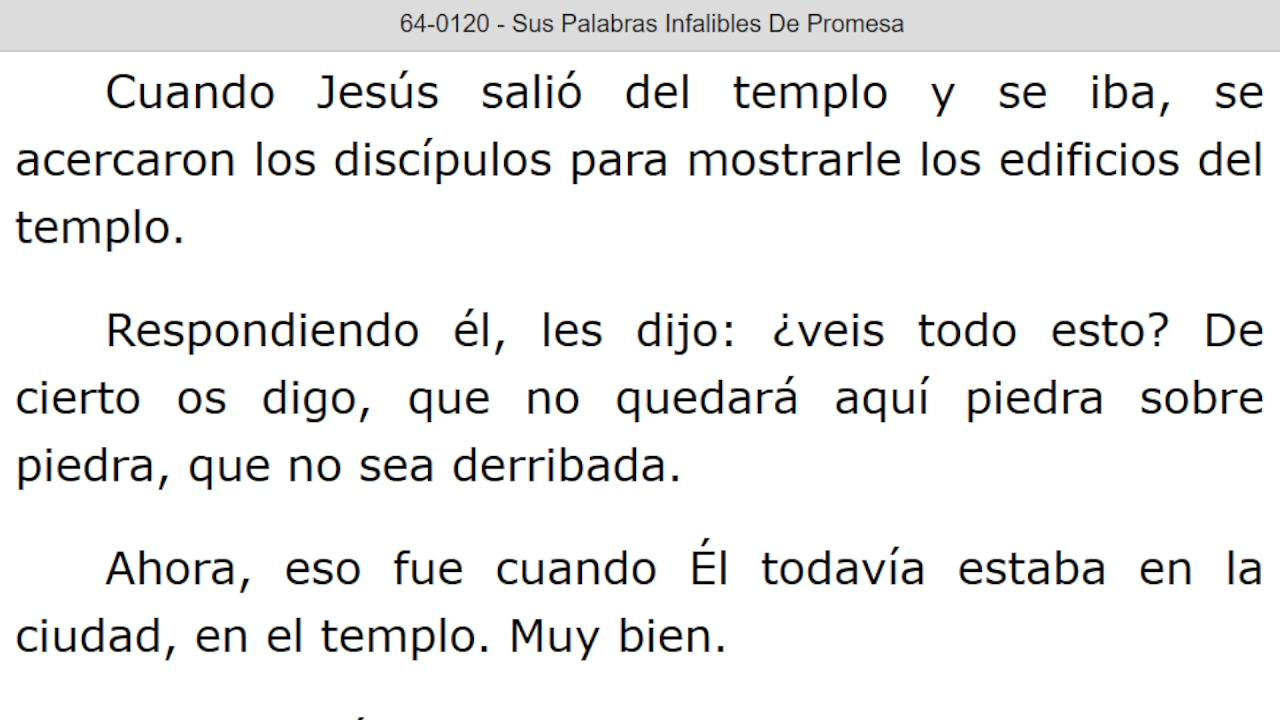 64-0120 - Sus Palabras Infalibles De Promesa
Cuando Jesús salió del templo y se iba, se
acercaron los discípulos para mostrarle los edificios del
templo.
Respondiendo él, les dijo: ¿veis todo esto? De
cierto os digo, que no quedará aquí piedra sobre
piedra, que no sea derribada.
Ahora, eso fue cuando Él todavía estaba en la
ciudad, en el templo. Muy bien.